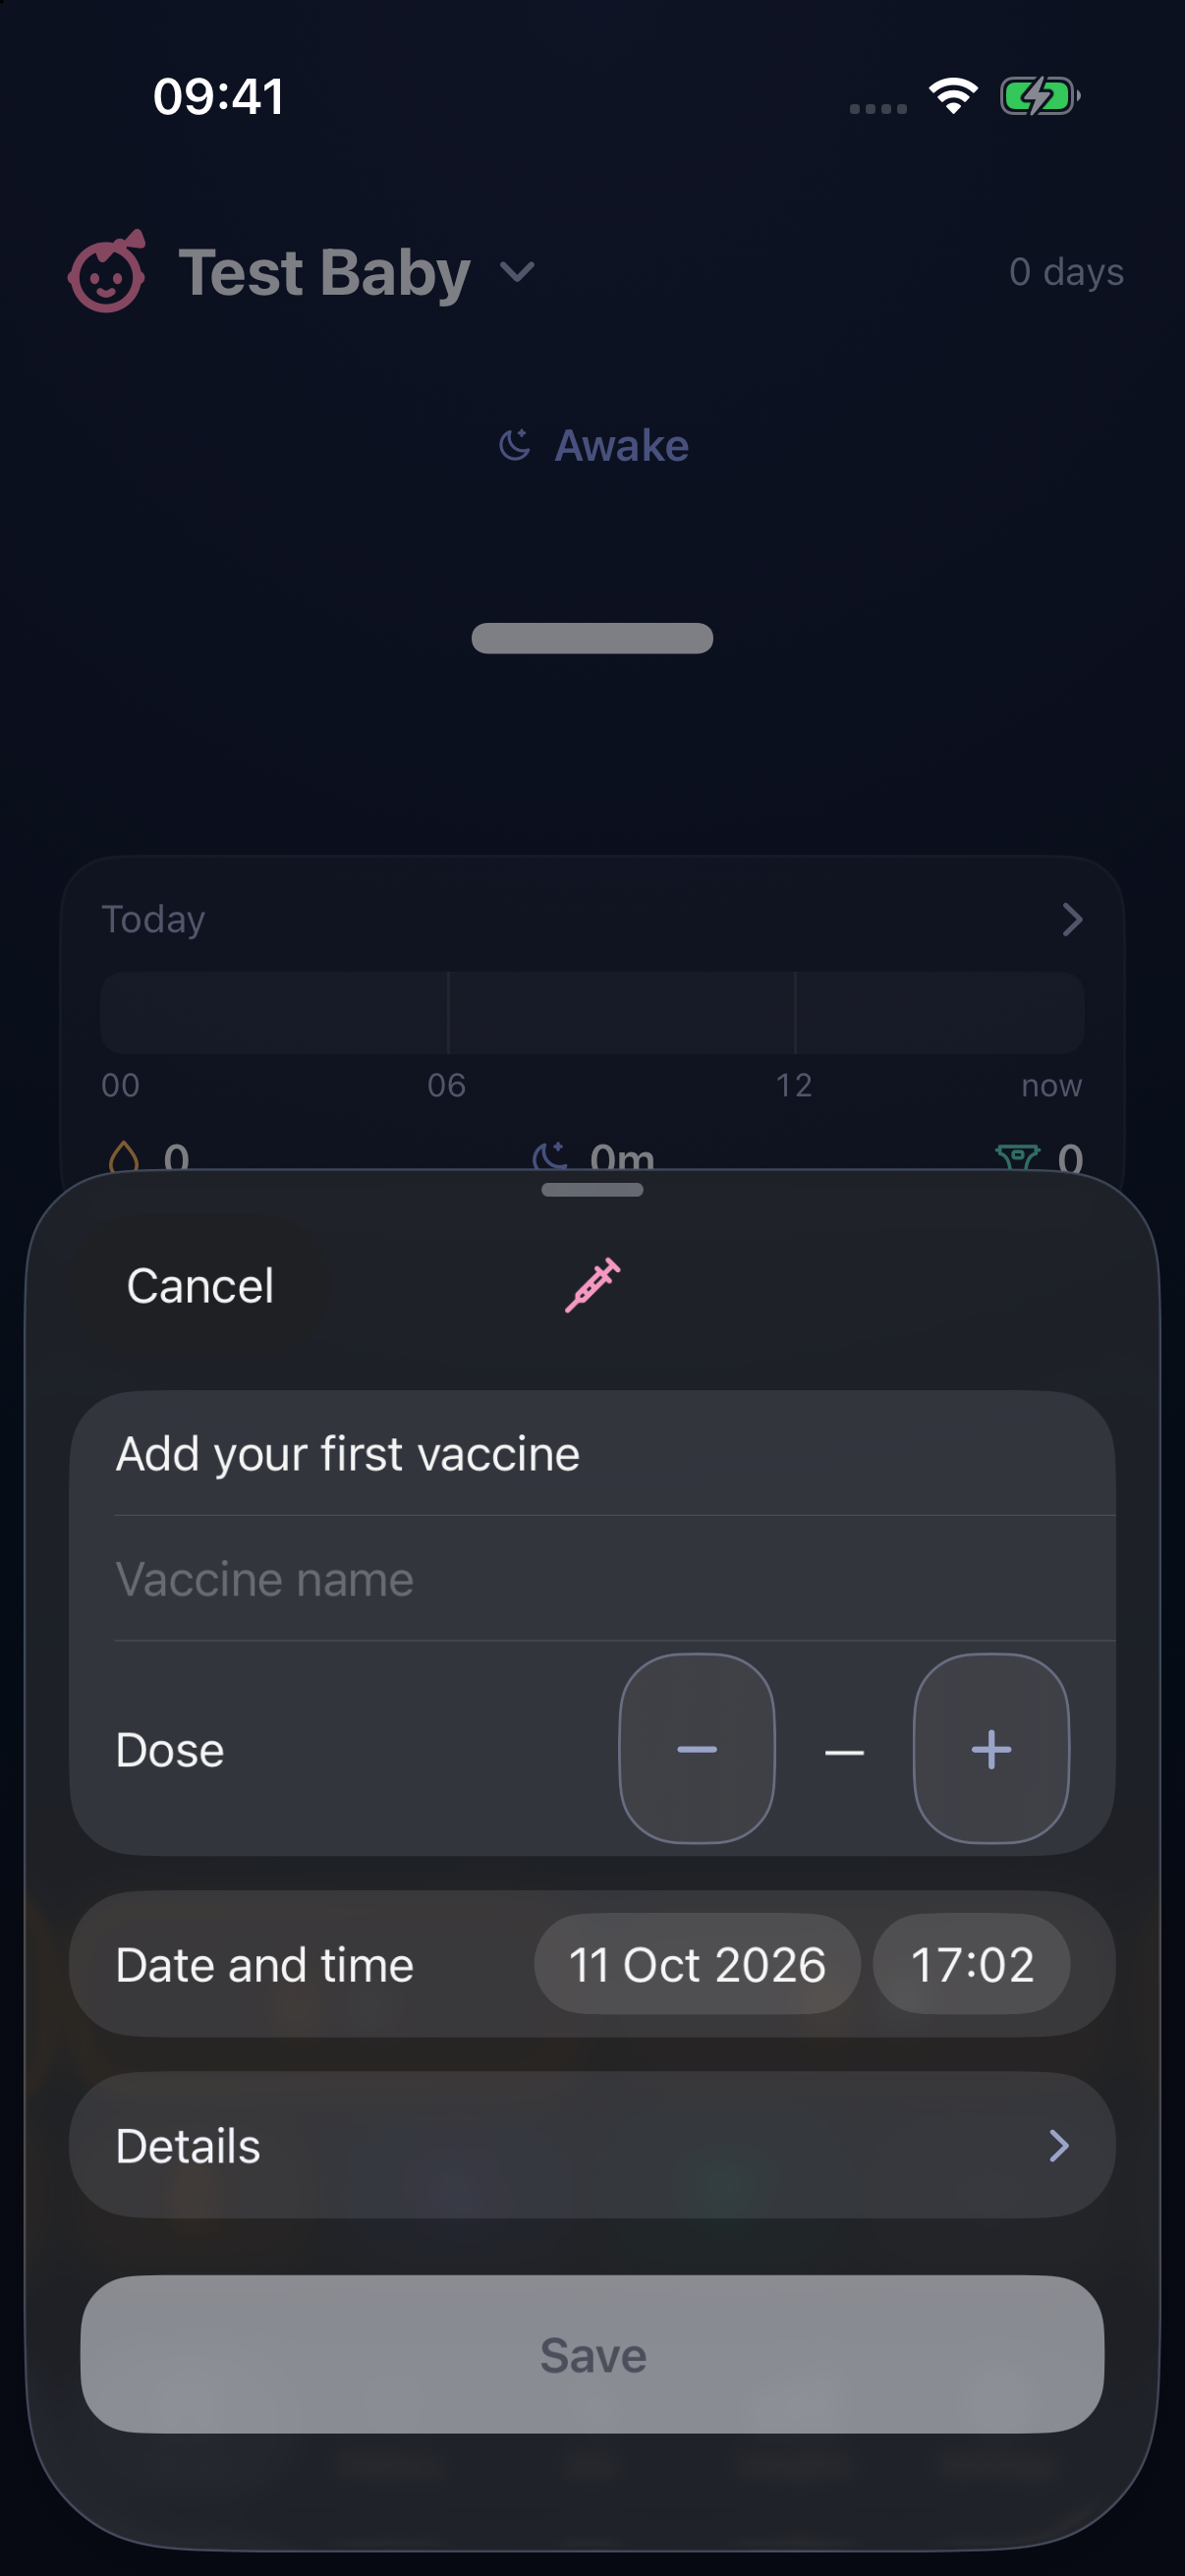 09:41
Test Baby
0 days
Awake
Today
00 06 12 now
0 0m 0
Cancel
Add your first vaccine
Vaccine name
Dose − — +
Date and time 11 Oct 2026 17:02
Details
Save